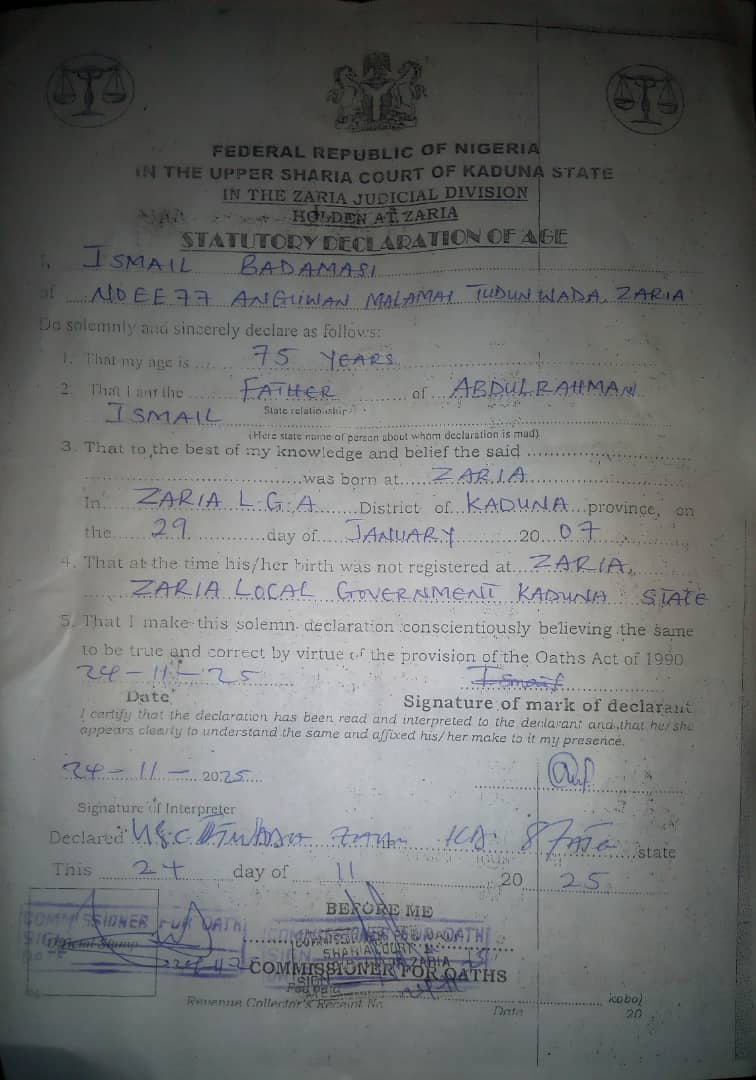 FEDERAL REPUBLIC OF NIGERIA
IN THE UPPER SHARIA COURT OF KADUNA STATE
IN THE ZARIA JUDICIAL DIVISION
HOLDEN AT ZARIA
STATUTORY DECLARATION OF AGE
I, ISMAIL BADAMASI
of NO EE 77 ANGUWAN MALAMAI TUDUN WADA, ZARIA
Do solemnly and sincerely declare as follows:
1. That my age is 75 YEARS
2. That I am the FATHER of ABDULRAHMAN
ISMAIL State relationship
(Here state name of person about whom declaration is mad)
3. That to the best of my knowledge and belief the said
was born at ZARIA
In ZARIA L.G.A District of KADUNA province, on
the 29 day of JANUARY 2007
4. That at the time his/her birth was not registered at ZARIA,
ZARIA LOCAL GOVERNMENT KADUNA STATE
5. That I make this solemn declaration conscientiously believing the same
to be true and correct by virtue of the provision of the Oaths Act of 1990
24-11-25
Date Signature of mark of declarant
I certify that the declaration has been read and interpreted to the declarant and that he/she
appears clearly to understand the same and affixed his/her make to it my presence.
24-11-2025
Signature of Interpreter
Declared state
This 24 day of 11 20 25
BEFORE ME
COMMISSIONER FOR OATH
SIGN
DATE
Official Stamp
COMMISSIONER FOR OATHS
Revenue Collector's Receipt No kobo
Date 20